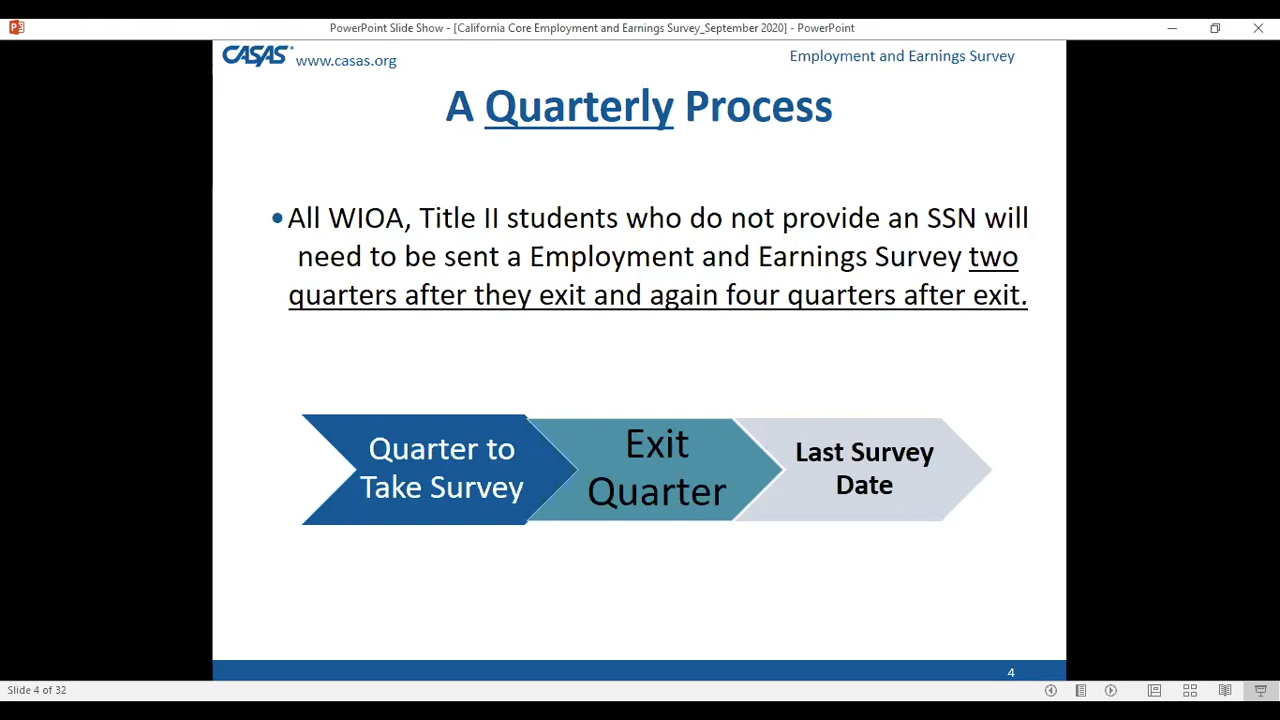 PowerPoint Slide Show - [California Core Employment and Earnings Survey_September 2020] - PowerPoint
CASAS www.casas.org
Employment and Earnings Survey
A Quarterly Process
•All WIOA, Title II students who do not provide an SSN will
need to be sent a Employment and Earnings Survey two
quarters after they exit and again four quarters after exit.
Quarter to
Take Survey
Exit
Quarter
Last Survey
Date
4
Slide 4 of 32